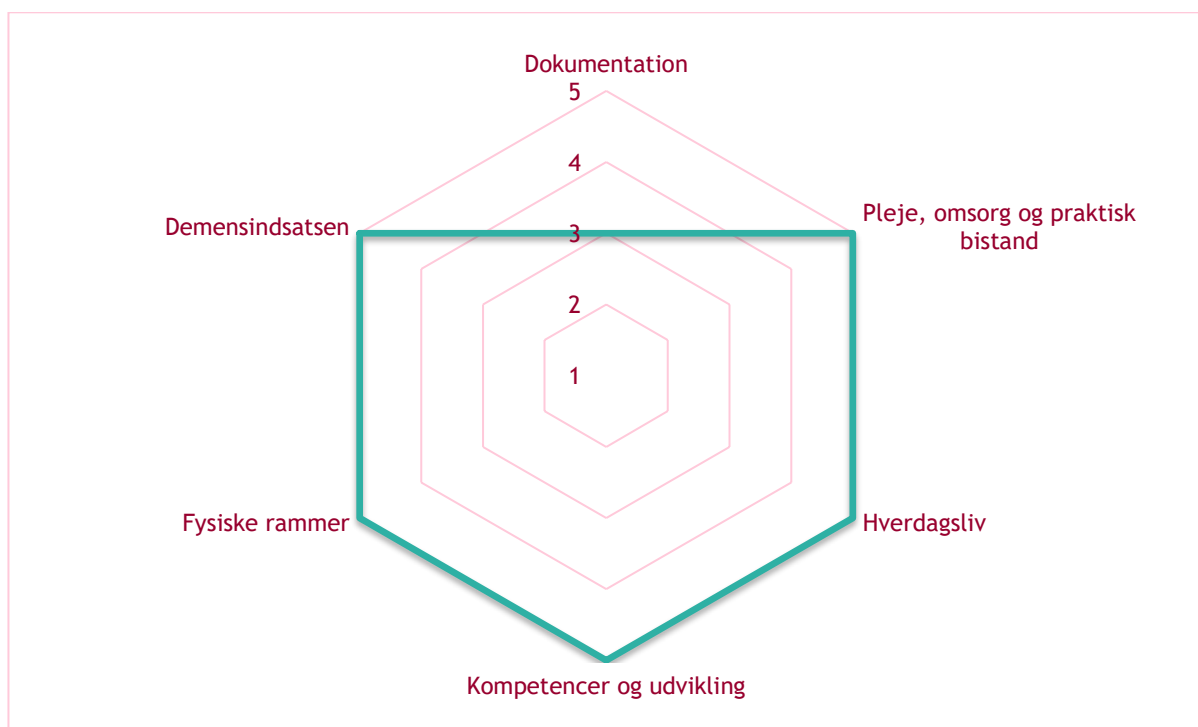 Dokumentation
5
4
Demensindsatsen
3
Pleje, omsorg og praktisk
bistand
2
1
Fysiske rammer
Hverdagsliv
Kompetencer og udvikling